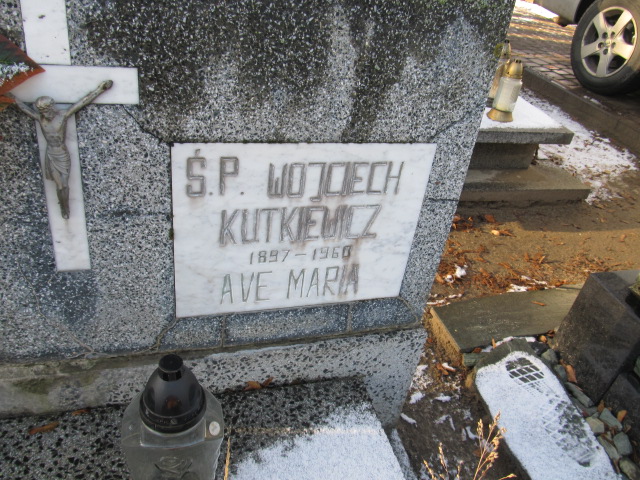 Ś.P. WOJCIECH
KUTKIEWICZ
1897-1960
AVE MARIA